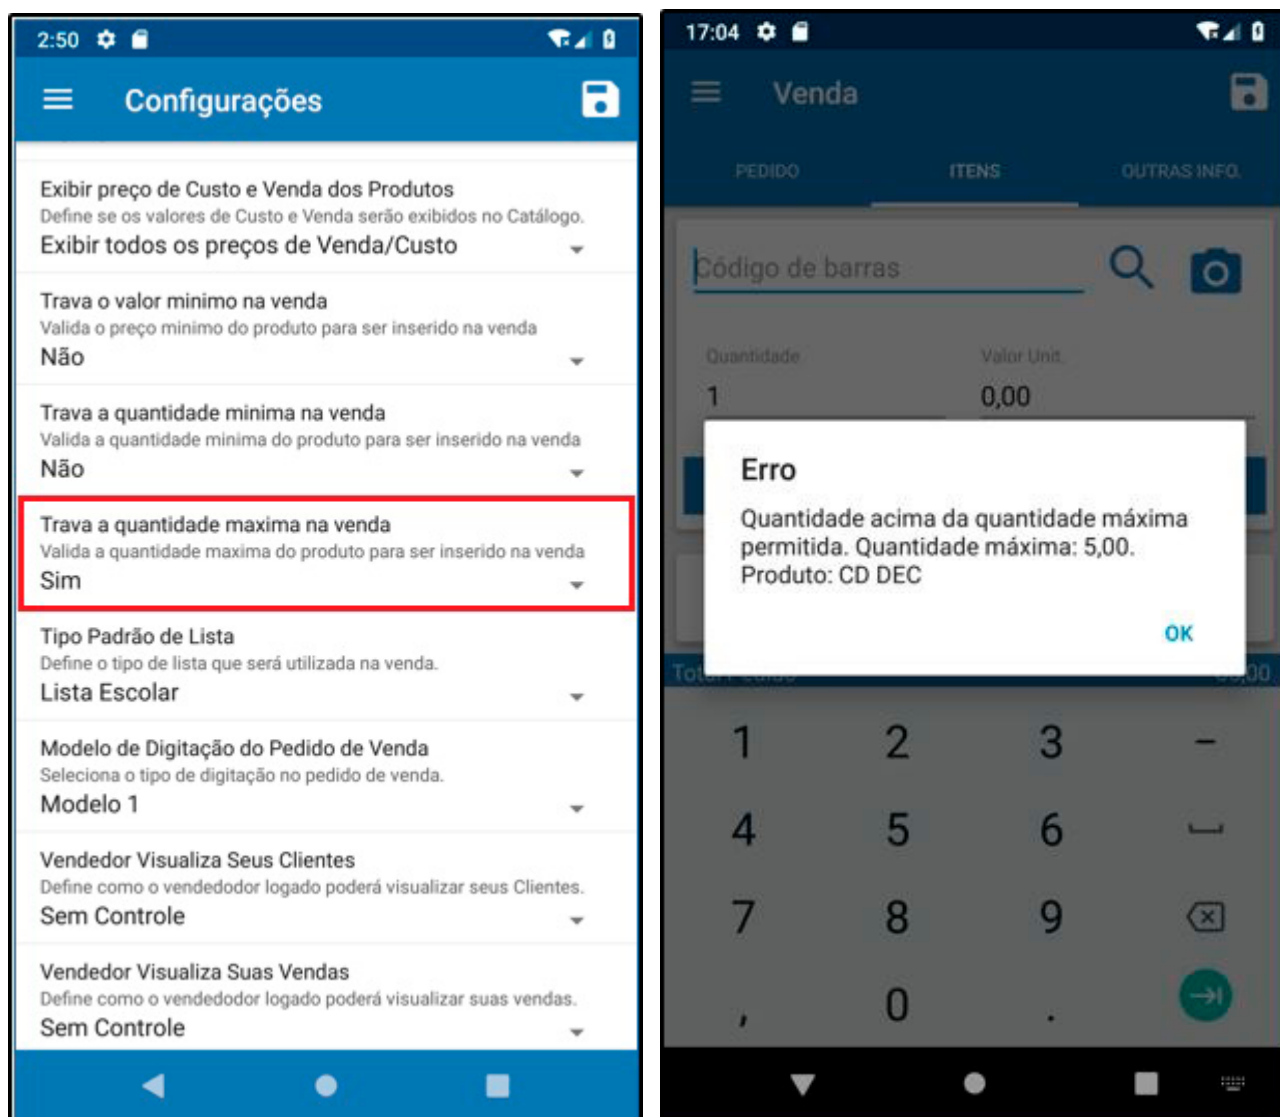 2:50
Configurações
Exibir preço de Custo e Venda dos Produtos
Define se os valores de Custo e Venda serão exibidos no Catálogo.
Exibir todos os preços de Venda/Custo
Trava o valor minimo na venda
Valida o preço minimo do produto para ser inserido na venda
Não
Trava a quantidade minima na venda
Valida a quantidade minima do produto para ser inserido na venda
Não
Trava a quantidade maxima na venda
Valida a quantidade maxima do produto para ser inserido na venda
Sim
Tipo Padrão de Lista
Define o tipo de lista que será utilizada na venda.
Lista Escolar
Modelo de Digitação do Pedido de Venda
Seleciona o tipo de digitação no pedido de venda.
Modelo 1
Vendedor Visualiza Seus Clientes
Define como o vendedodor logado poderá visualizar seus Clientes.
Sem Controle
Vendedor Visualiza Suas Vendas
Define como o vendedodor logado poderá visualizar suas vendas.
Sem Controle
17:04
Venda
PEDIDO ITENS OUTRAS INFO.
Código de barras
Quantidade Valor Unit.
1 0,00
Erro
Quantidade acima da quantidade máxima
permitida. Quantidade máxima: 5,00.
Produto: CD DEC
OK
1 2 3 -
4 5 6
7 8 9
, 0 .